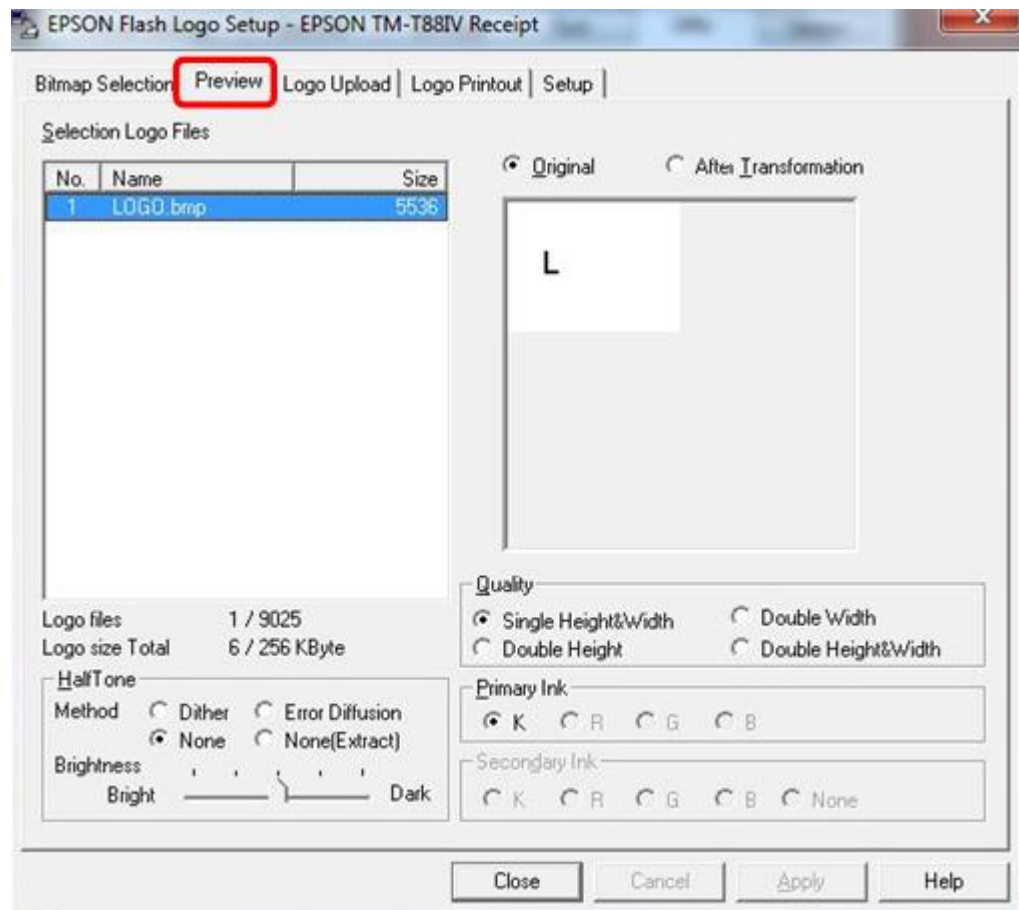 EPSON Flash Logo Setup - EPSON TM-T88IV Receipt
Bitmap Selection Preview Logo Upload Logo Printout Setup
Selection Logo Files
No. Name Size
1 LOGO.bmp 5536
Original After Transformation
L
Logo files 1 / 9025
Logo size Total 6 / 256 KByte
HalfTone
Method Dither Error Diffusion
None None(Extract)
Brightness
Bright Dark
Quality
Single Height&Width Double Width
Double Height Double Height&Width
Primary Ink
K R G B
Secondary Ink
K R G B None
Close Cancel Apply Help